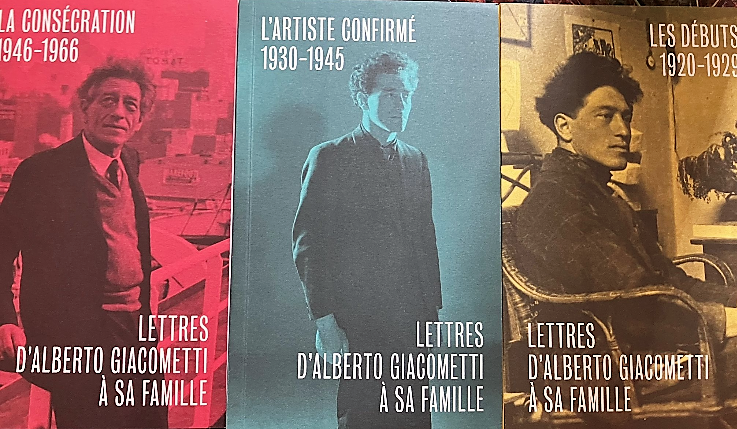 LA CONSÉCRATION
1946–1966
LETTRES
D'ALBERTO GIACOMETTI
À SA FAMILLE
L'ARTISTE CONFIRMÉ
1930–1945
LETTRES
D'ALBERTO GIACOMETTI
À SA FAMILLE
LES DÉBUTS
1920–1929
LETTRES
D'ALBERTO GIACOMETTI
À SA FAMILLE